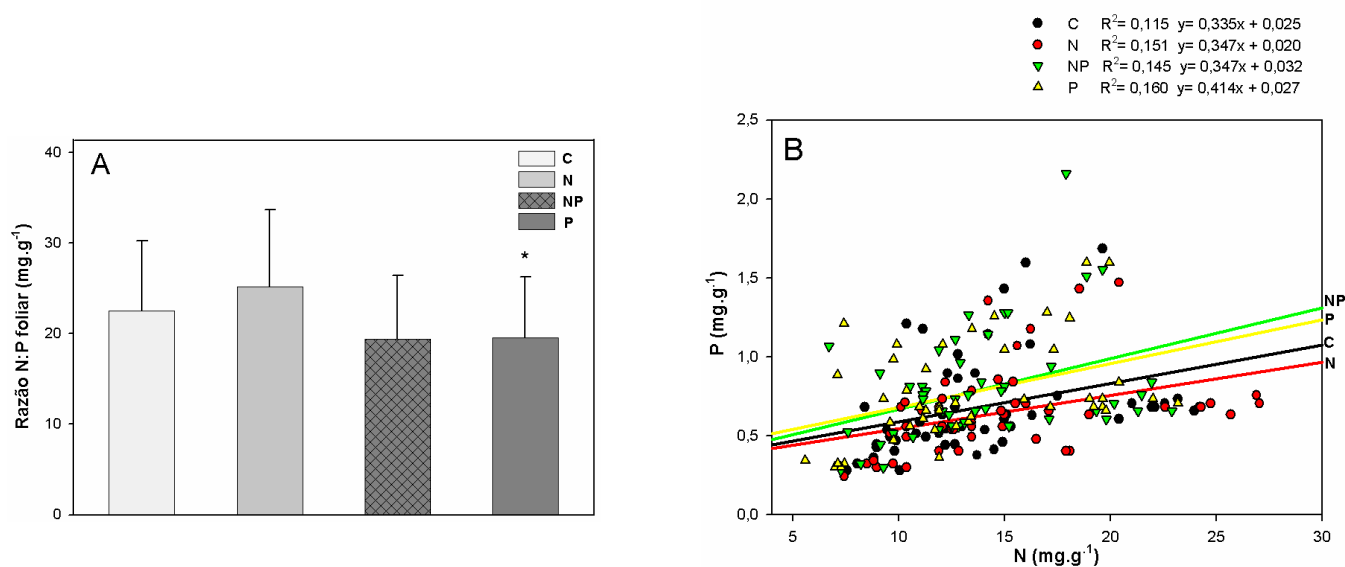 A
Razão N:P foliar (mg.g-1)
40
30
20
10
0
C
N
NP
P
*
C R2= 0,115 y= 0,335x + 0,025
N R2= 0,151 y= 0,347x + 0,020
NP R2= 0,145 y= 0,347x + 0,032
P R2= 0,160 y= 0,414x + 0,027
B
P (mg.g-1)
2,5
2,0
1,5
1,0
0,5
0,0
NP
P
C
N
5 10 15 20 25 30
N (mg.g-1)